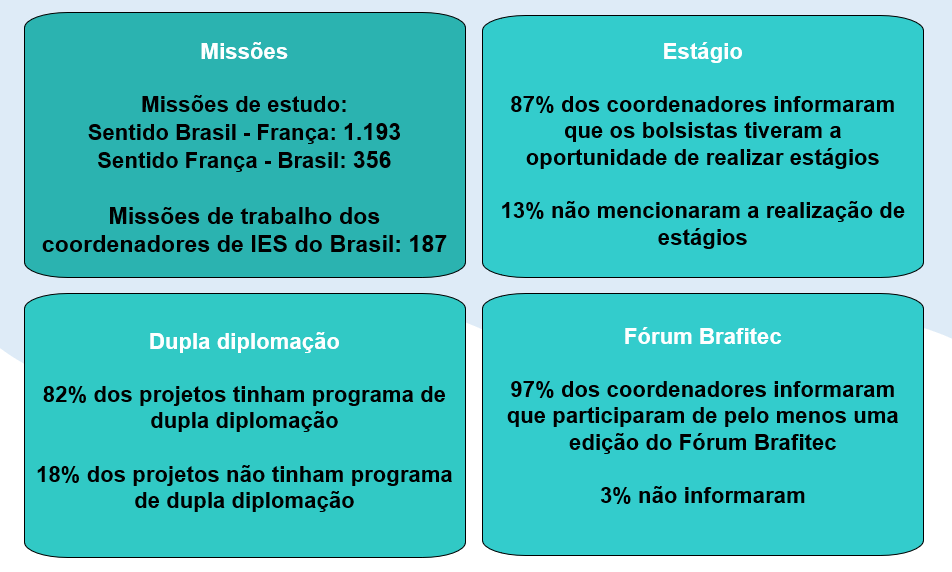 Missões
Missões de estudo:
Sentido Brasil - França: 1.193
Sentido França - Brasil: 356
Missões de trabalho dos
coordenadores de IES do Brasil: 187
Estágio
87% dos coordenadores informaram
que os bolsistas tiveram a
oportunidade de realizar estágios
13% não mencionaram a realização de
estágios
Dupla diplomação
82% dos projetos tinham programa de
dupla diplomação
18% dos projetos não tinham programa
de dupla diplomação
Fórum Brafitec
97% dos coordenadores informaram
que participaram de pelo menos uma
edição do Fórum Brafitec
3% não informaram